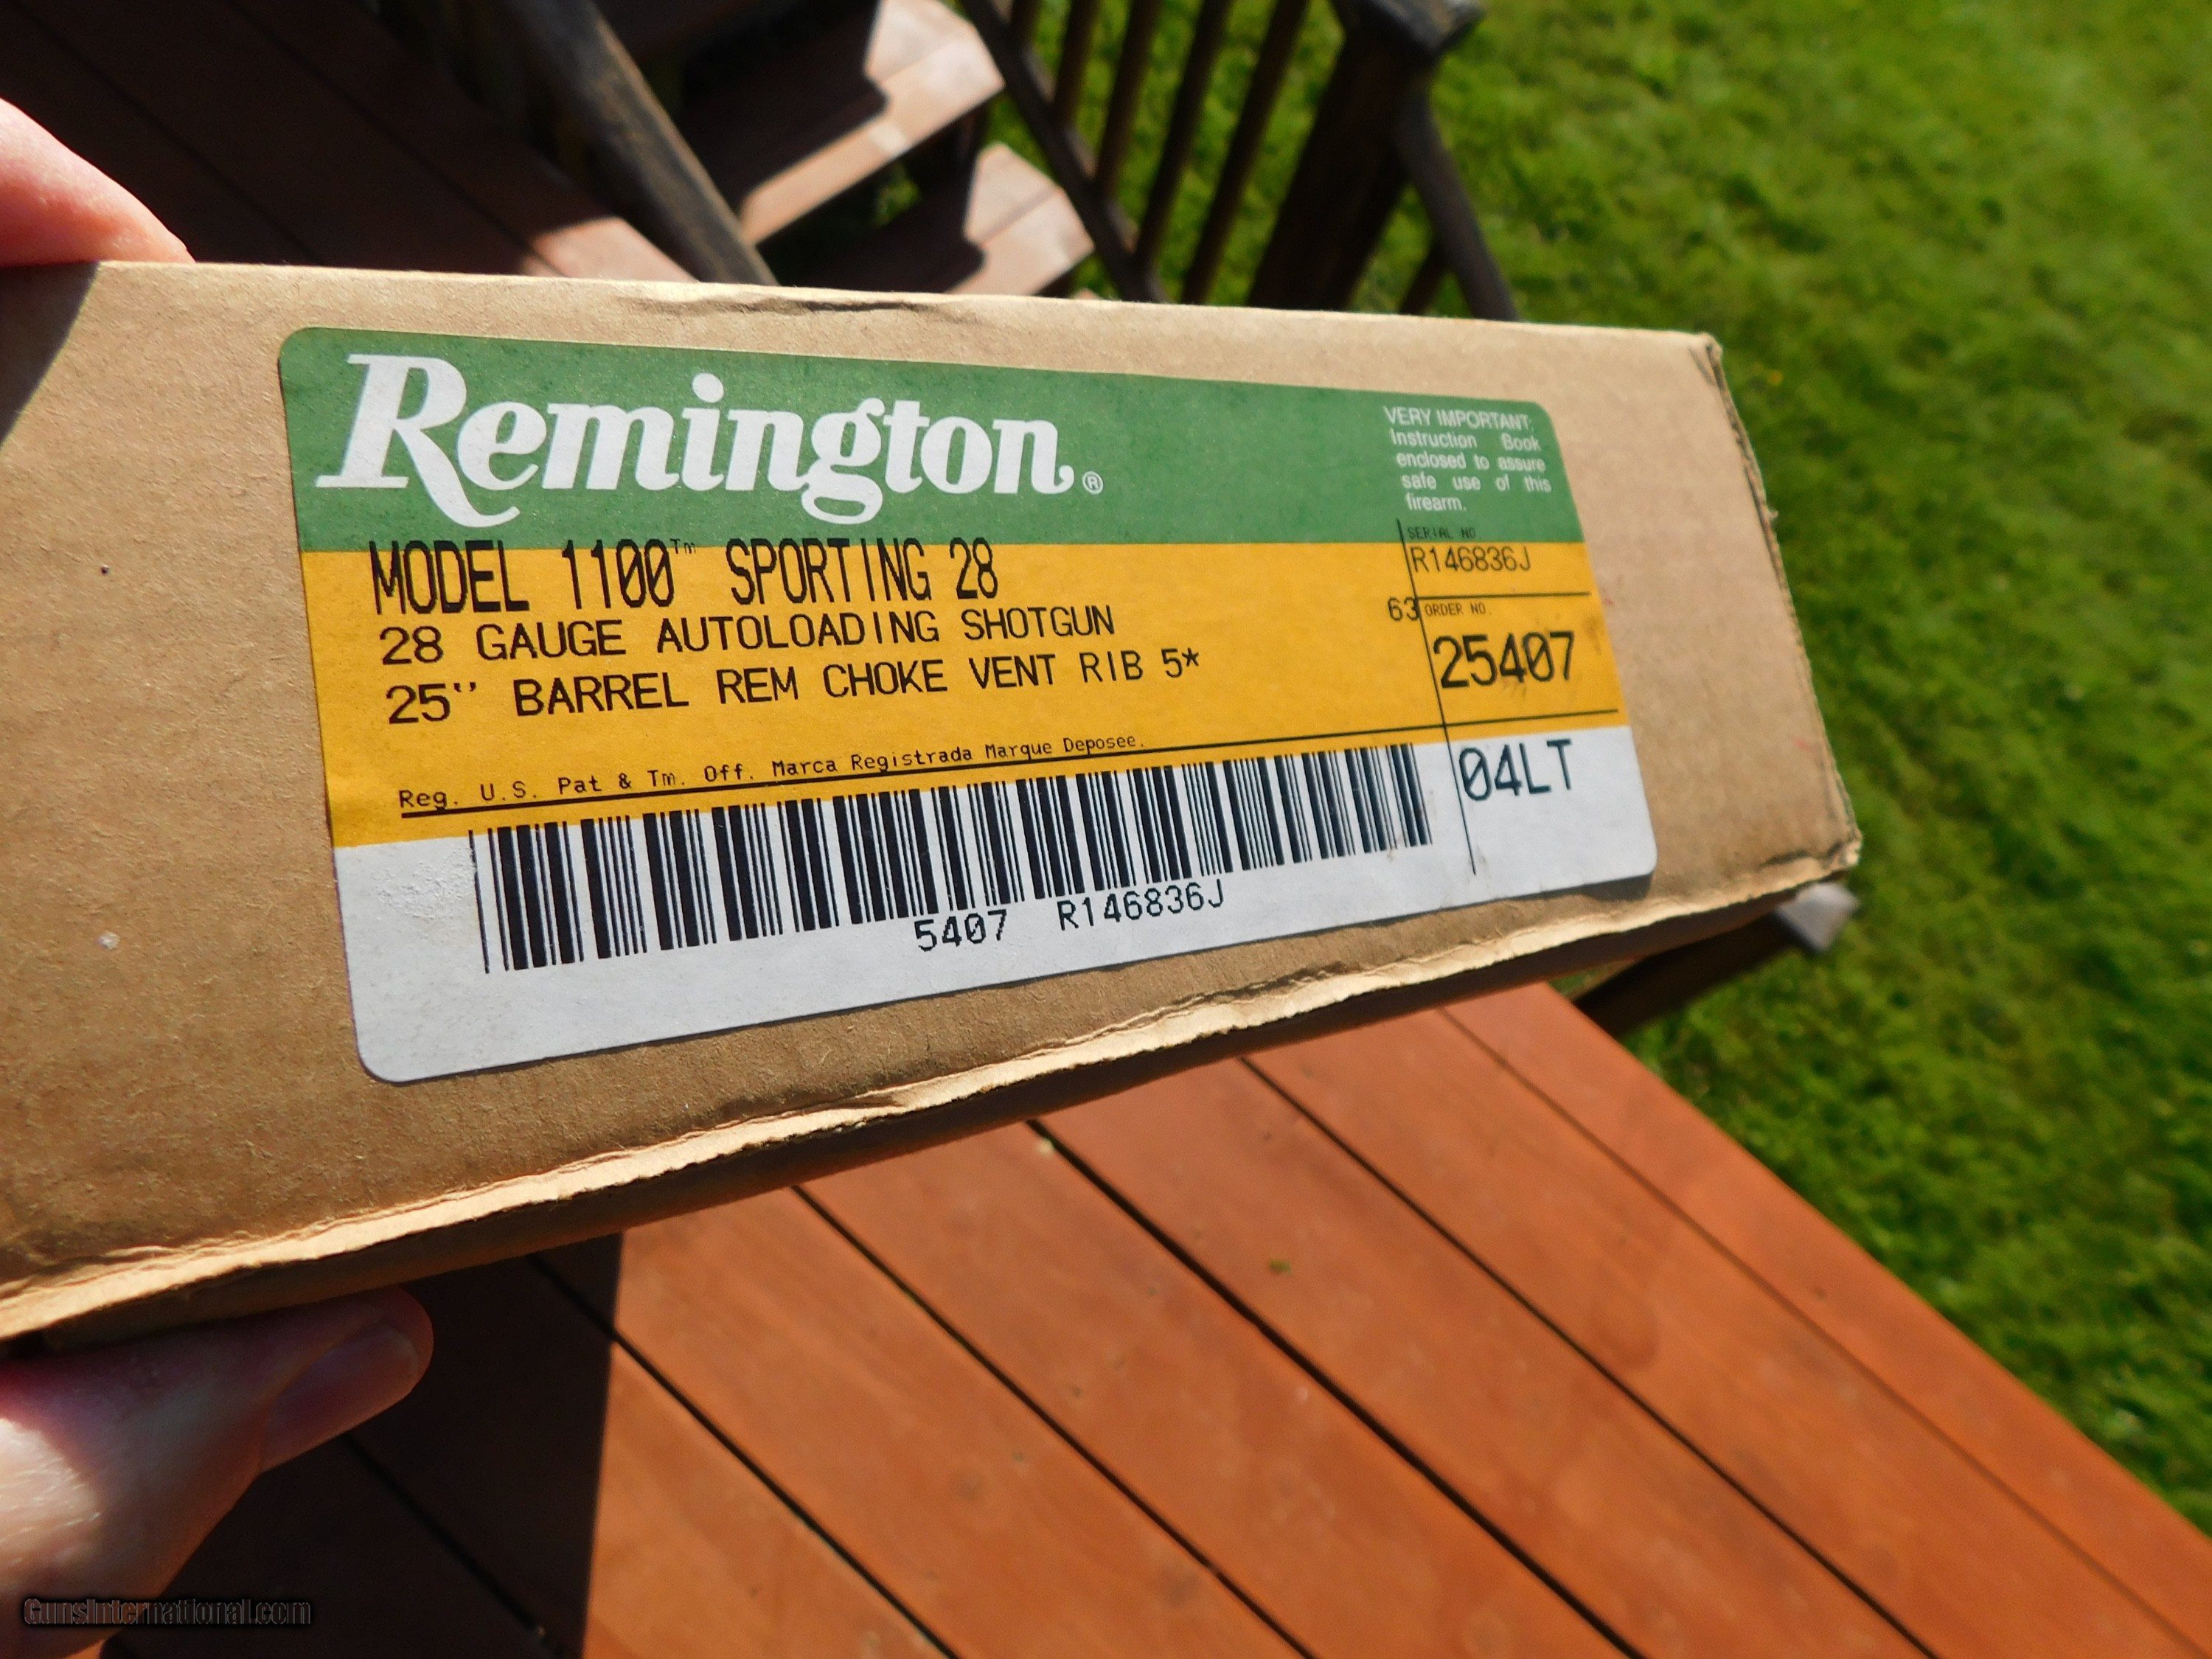 Remington®
VERY IMPORTANT:
Instruction Book
enclosed to assure
safe use of this
firearm.
MODEL 1100™ SPORTING 28
28 GAUGE AUTOLOADING SHOTGUN
25" BARREL REM CHOKE VENT RIB 5*
SERIAL NO.
R146836J
63 ORDER NO.
25407
Reg. U.S. Pat & Tm. Off. Marca Registrada Marque Deposee.
04LT
5407 R146836J
GunsInternational.com